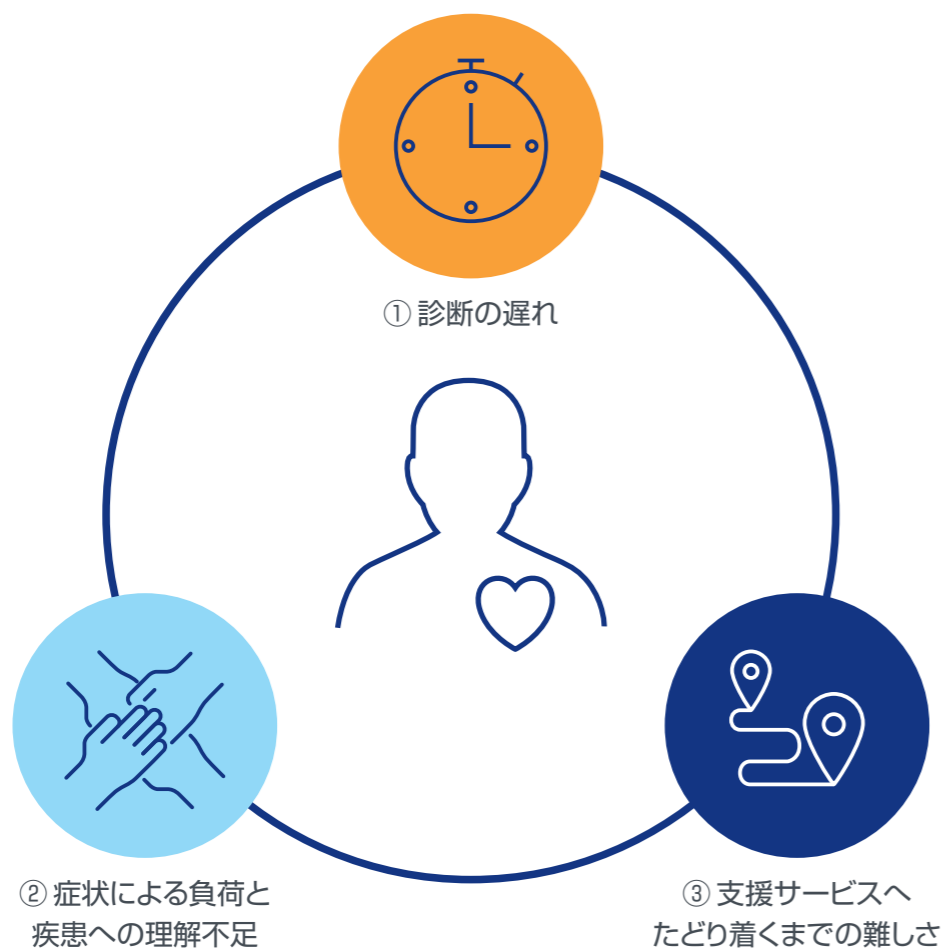 ① 診断の遅れ
② 症状による負荷と
疾患への理解不足
③ 支援サービスへ
たどり着くまでの難しさ